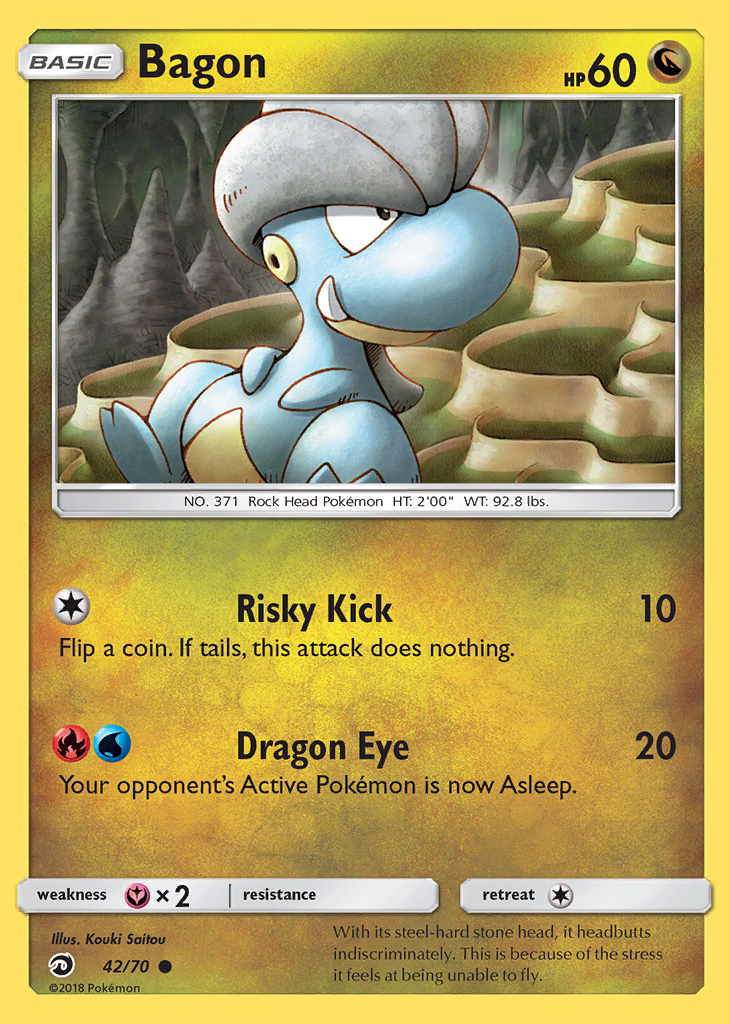 BASIC Bagon HP60
NO. 371 Rock Head Pokémon HT: 2'00" WT: 92.8 lbs.
Risky Kick 10
Flip a coin. If tails, this attack does nothing.
Dragon Eye 20
Your opponent's Active Pokémon is now Asleep.
weakness ×2 resistance retreat
Illus. Kouki Saitou
42/70
©2018 Pokémon
With its steel-hard stone head, it headbutts
indiscriminately. This is because of the stress
it feels at being unable to fly.